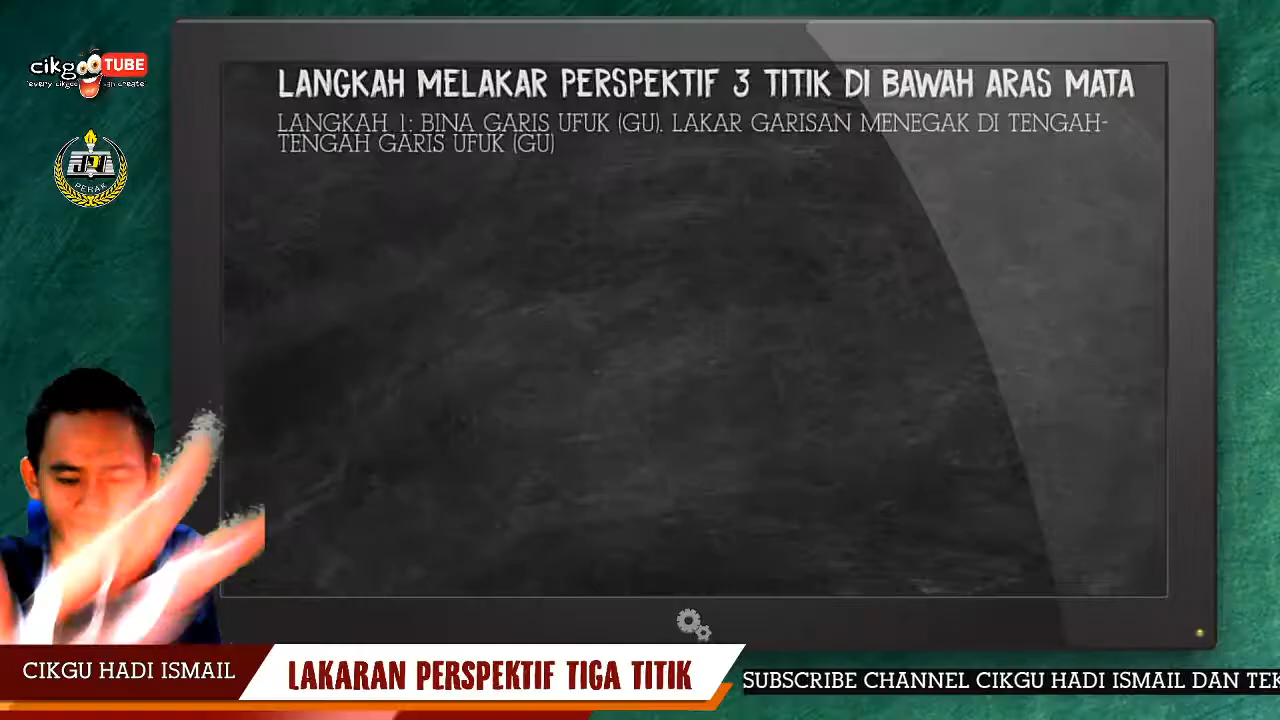 cikgooTUBE
LANGKAH MELAKAR PERSPEKTIF 3 TITIK DI BAWAH ARAS MATA
LANGKAH 1: BINA GARIS UFUK (GU). LAKAR GARISAN MENEGAK DI TENGAH-
TENGAH GARIS UFUK (GU)
PERAK
CIKGU HADI ISMAIL
LAKARAN PERSPEKTIF TIGA TITIK
SUBSCRIBE CHANNEL CIKGU HADI ISMAIL DAN TEK